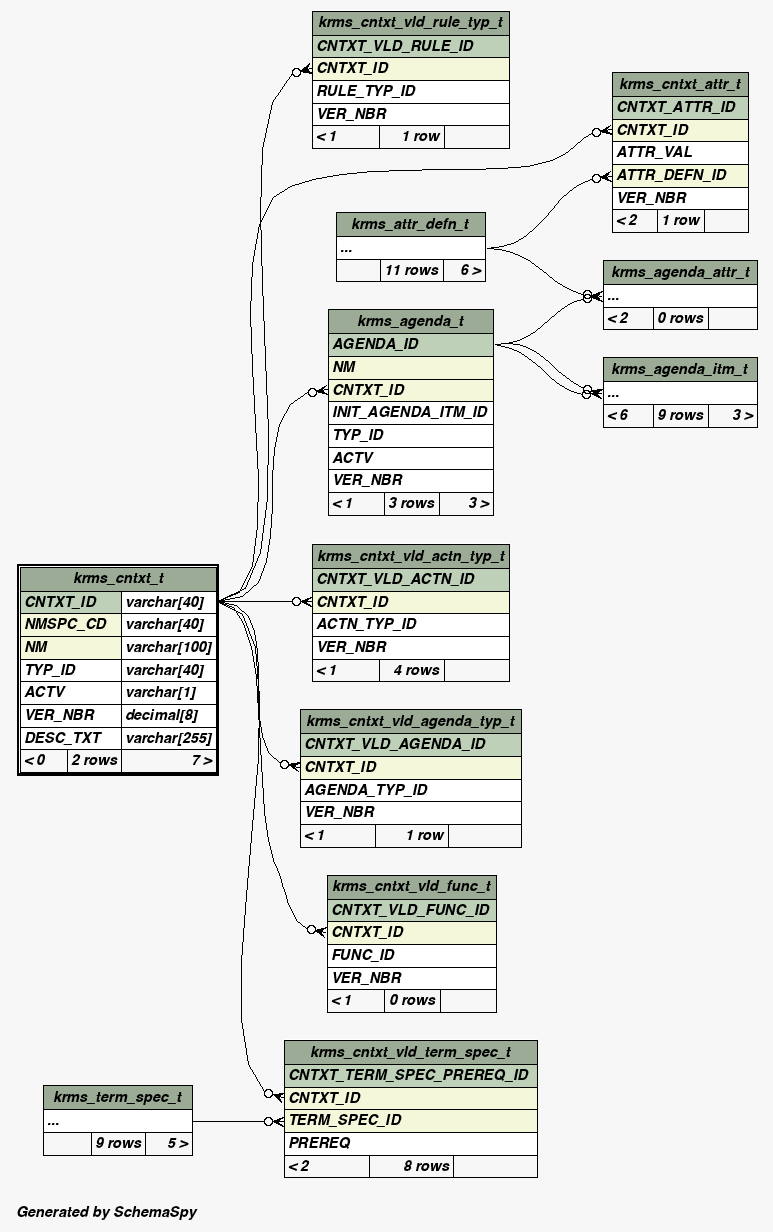 krms_cntxt_vld_rule_typ_t
CNTXT_VLD_RULE_ID
CNTXT_ID
RULE_TYP_ID
VER_NBR
< 1 1 row
krms_cntxt_attr_t
CNTXT_ATTR_ID
CNTXT_ID
ATTR_VAL
ATTR_DEFN_ID
VER_NBR
< 2 1 row
krms_attr_defn_t
...
11 rows 6 >
krms_agenda_attr_t
...
< 2 0 rows
krms_agenda_t
AGENDA_ID
NM
CNTXT_ID
INIT_AGENDA_ITM_ID
TYP_ID
ACTV
VER_NBR
< 1 3 rows 3 >
krms_agenda_itm_t
...
< 6 9 rows 3 >
krms_cntxt_vld_actn_typ_t
CNTXT_VLD_ACTN_ID
CNTXT_ID
ACTN_TYP_ID
VER_NBR
< 1 4 rows
krms_cntxt_t
CNTXT_ID varchar[40]
NMSPC_CD varchar[40]
NM varchar[100]
TYP_ID varchar[40]
ACTV varchar[1]
VER_NBR decimal[8]
DESC_TXT varchar[255]
< 0 2 rows 7 >
krms_cntxt_vld_agenda_typ_t
CNTXT_VLD_AGENDA_ID
CNTXT_ID
AGENDA_TYP_ID
VER_NBR
< 1 1 row
krms_cntxt_vld_func_t
CNTXT_VLD_FUNC_ID
CNTXT_ID
FUNC_ID
VER_NBR
< 1 0 rows
krms_cntxt_vld_term_spec_t
CNTXT_TERM_SPEC_PREREQ_ID
CNTXT_ID
TERM_SPEC_ID
PREREQ
< 2 8 rows
krms_term_spec_t
...
9 rows 5 >
Generated by SchemaSpy